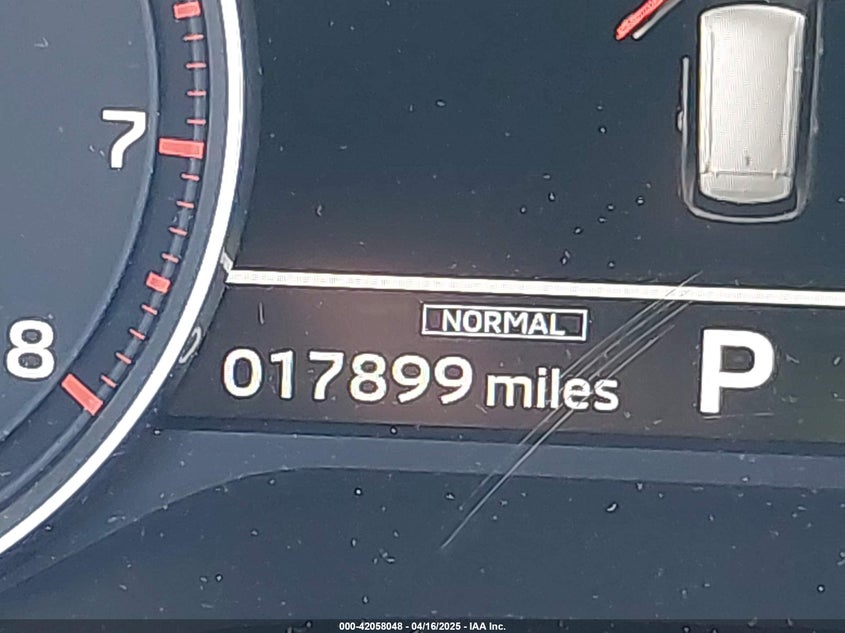 7
NORMAL
8
017899 miles P
000-42058048 - 04/16/2025 - IAA Inc.